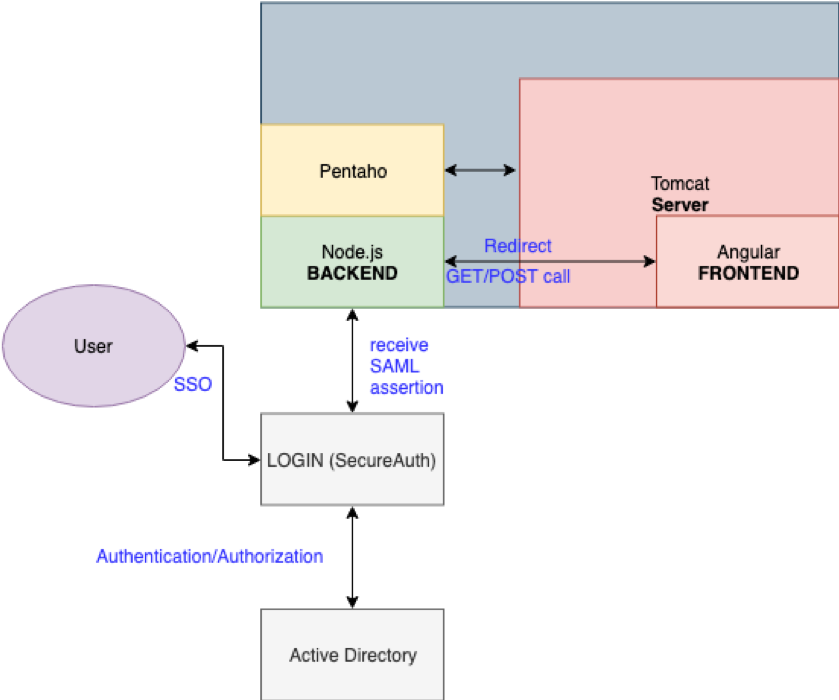 Pentaho
Tomcat
Server
Node.js
BACKEND
Redirect
GET/POST call
Angular
FRONTEND
User
SSO
receive
SAML
assertion
LOGIN (SecureAuth)
Authentication/Authorization
Active Directory